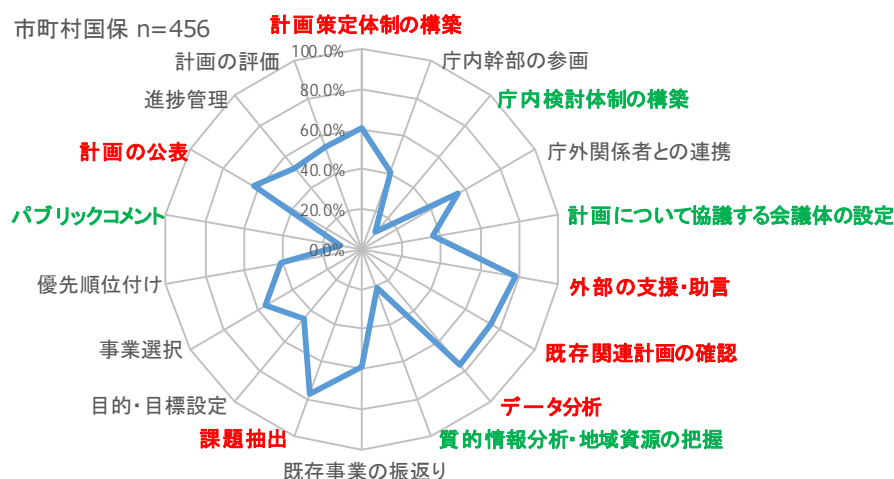 市町村国保 n=456
計画策定体制の構築
庁内幹部の参画
庁内検討体制の構築
庁外関係者との連携
計画について協議する会議体の設定
外部の支援・助言
既存関連計画の確認
データ分析
質的情報分析・地域資源の把握
既存事業の振返り
課題抽出
目的・目標設定
事業選択
優先順位付け
パブリックコメント
計画の公表
進捗管理
計画の評価
100.0%
80.0%
60.0%
40.0%
20.0%
0.0%